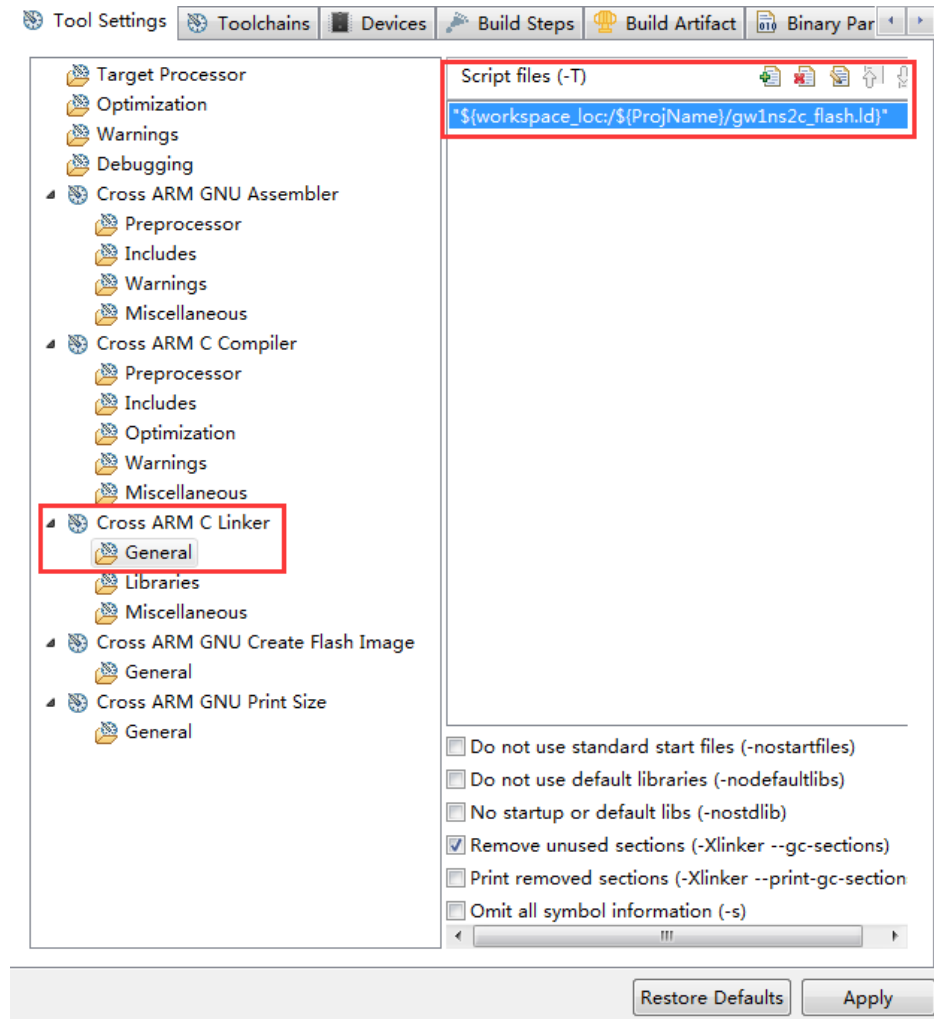 Tool Settings Toolchains Devices Build Steps Build Artifact Binary Par
Target Processor
Optimization
Warnings
Debugging
Cross ARM GNU Assembler
Preprocessor
Includes
Warnings
Miscellaneous
Cross ARM C Compiler
Preprocessor
Includes
Optimization
Warnings
Miscellaneous
Cross ARM C Linker
General
Libraries
Miscellaneous
Cross ARM GNU Create Flash Image
General
Cross ARM GNU Print Size
General
Script files (-T)
"${workspace_loc:/${ProjName}/gw1ns2c_flash.ld}"
Do not use standard start files (-nostartfiles)
Do not use default libraries (-nodefaultlibs)
No startup or default libs (-nostdlib)
Remove unused sections (-Xlinker --gc-sections)
Print removed sections (-Xlinker --print-gc-section
Omit all symbol information (-s)
Restore Defaults Apply